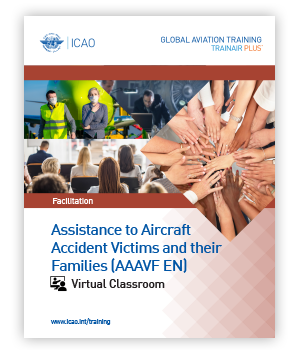 ICAO
GLOBAL AVIATION TRAINING
TRAINAIR PLUS
Facilitation
Assistance to Aircraft
Accident Victims and their
Families (AAAVF EN)
Virtual Classroom
www.icao.int/training